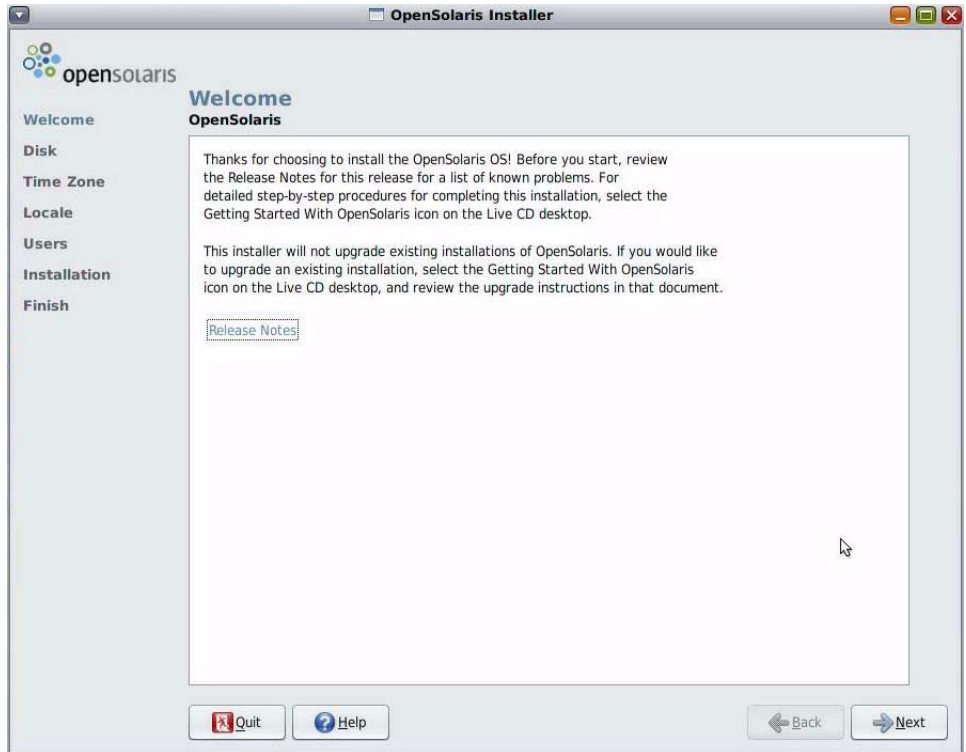 OpenSolaris Installer
opensolaris
Welcome
OpenSolaris
Welcome
Disk
Time Zone
Locale
Users
Installation
Finish
Thanks for choosing to install the OpenSolaris OS! Before you start, review
the Release Notes for this release for a list of known problems. For
detailed step-by-step procedures for completing this installation, select the
Getting Started With OpenSolaris icon on the Live CD desktop.
This installer will not upgrade existing installations of OpenSolaris. If you would like
to upgrade an existing installation, select the Getting Started With OpenSolaris
icon on the Live CD desktop, and review the upgrade instructions in that document.
Release Notes
Quit
Help
Back
Next